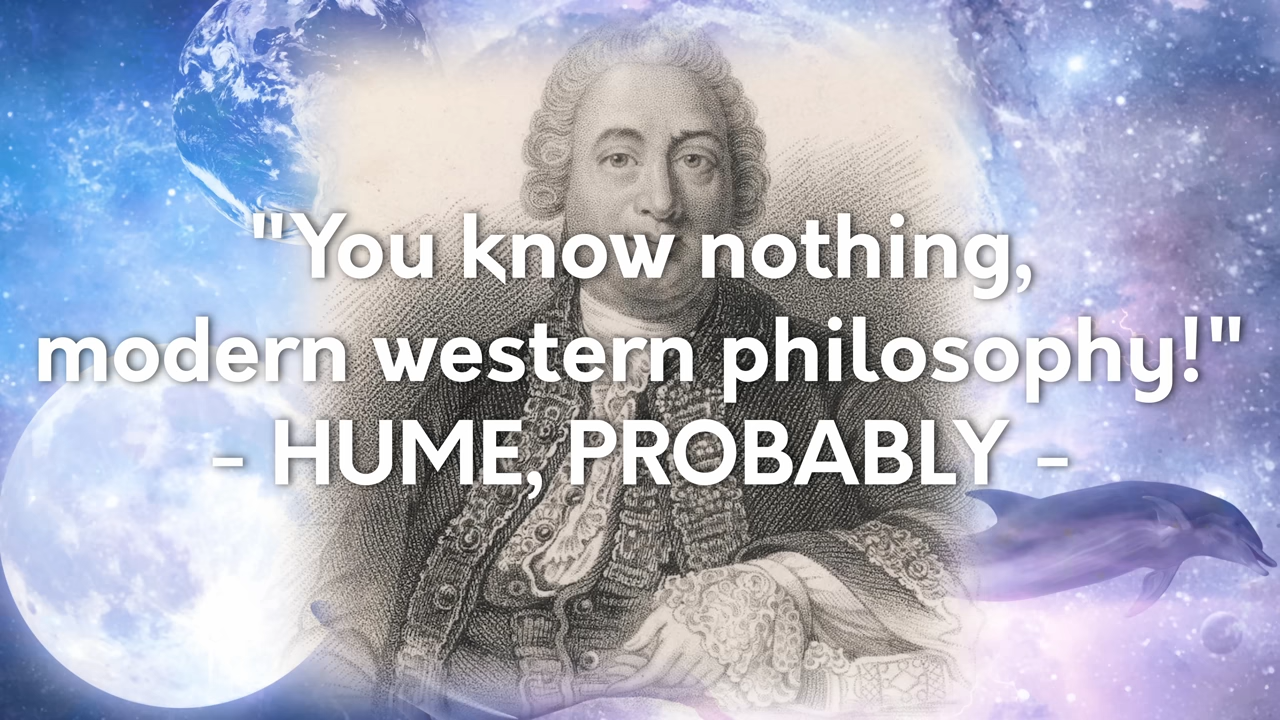 "You know nothing,
modern western philosophy!"
- HUME, PROBABLY -